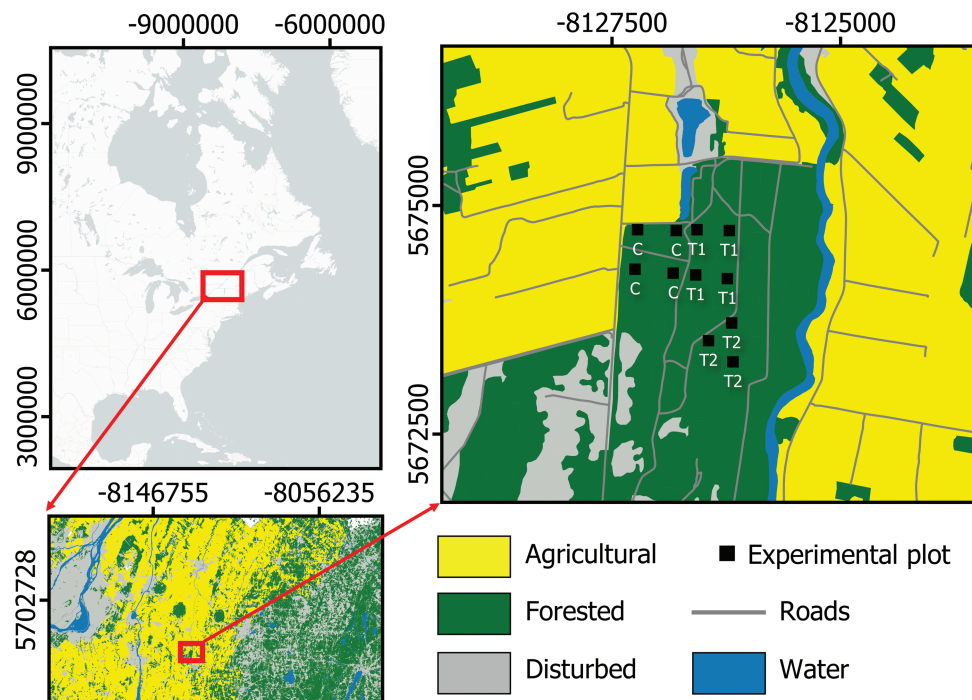 -9000000 -6000000
9000000
6000000
3000000
-8127500 -8125000
5675000
5672500
C C T1 T1
C C T1 T1
T2
T2
T2
-8146755 -8056235
5702728
Agricultural
Experimental plot
Forested
Roads
Disturbed
Water